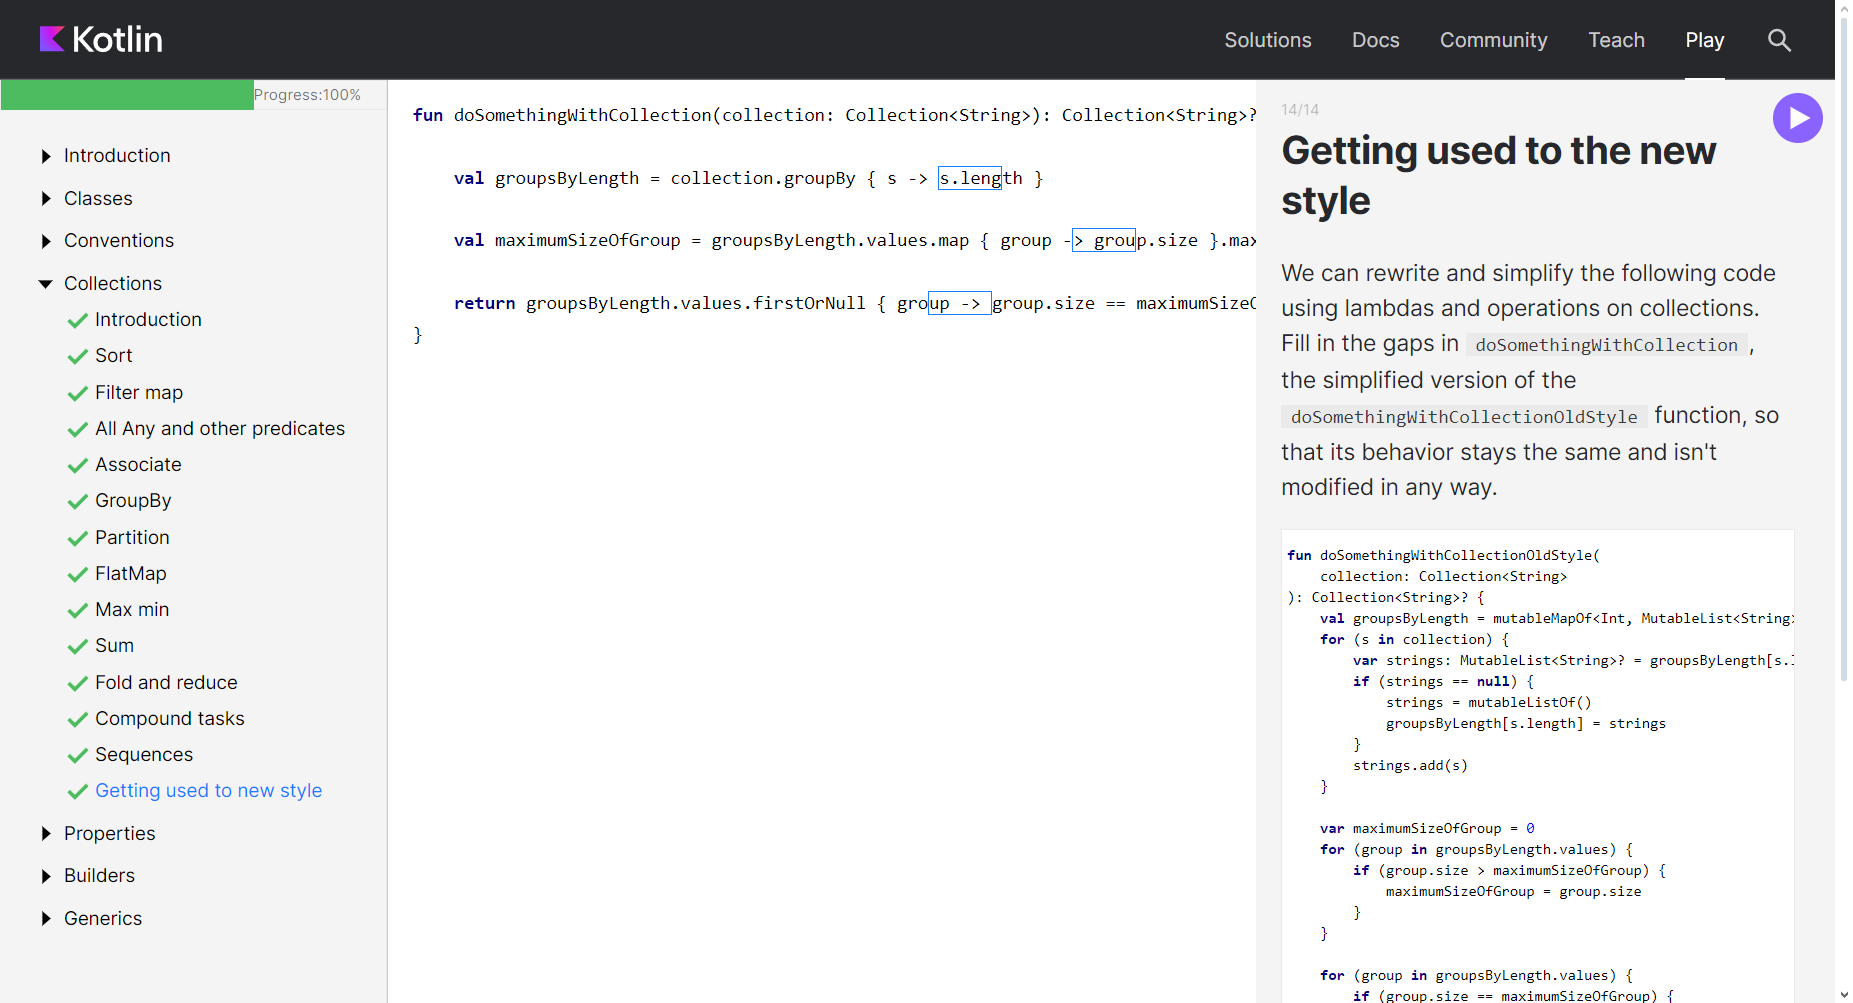 Kotlin
Solutions
Docs
Community
Teach
Play
Progress:100%
Introduction
Classes
Conventions
Collections
Introduction
Sort
Filter map
All Any and other predicates
Associate
GroupBy
Partition
FlatMap
Max min
Sum
Fold and reduce
Compound tasks
Sequences
Getting used to new style
Properties
Builders
Generics
fun doSomethingWithCollection(collection: Collection<String>): Collection<String>?
val groupsByLength = collection.groupBy { s -> s.length }
val maximumSizeOfGroup = groupsByLength.values.map { group -> group.size }.max
return groupsByLength.values.firstOrNull { group -> group.size == maximumSizeO
}
14/14
Getting used to the new
style
We can rewrite and simplify the following code
using lambdas and operations on collections.
Fill in the gaps in doSomethingWithCollection ,
the simplified version of the
doSomethingWithCollectionOldStyle function, so
that its behavior stays the same and isn't
modified in any way.
fun doSomethingWithCollectionOldStyle(
collection: Collection<String>
): Collection<String>? {
val groupsByLength = mutableMapOf<Int, MutableList<String>
for (s in collection) {
var strings: MutableList<String>? = groupsByLength[s.l
if (strings == null) {
strings = mutableListOf()
groupsByLength[s.length] = strings
}
strings.add(s)
}
var maximumSizeOfGroup = 0
for (group in groupsByLength.values) {
if (group.size > maximumSizeOfGroup) {
maximumSizeOfGroup = group.size
}
}
for (group in groupsByLength.values) {
if (group.size == maximumSizeOfGroup) {